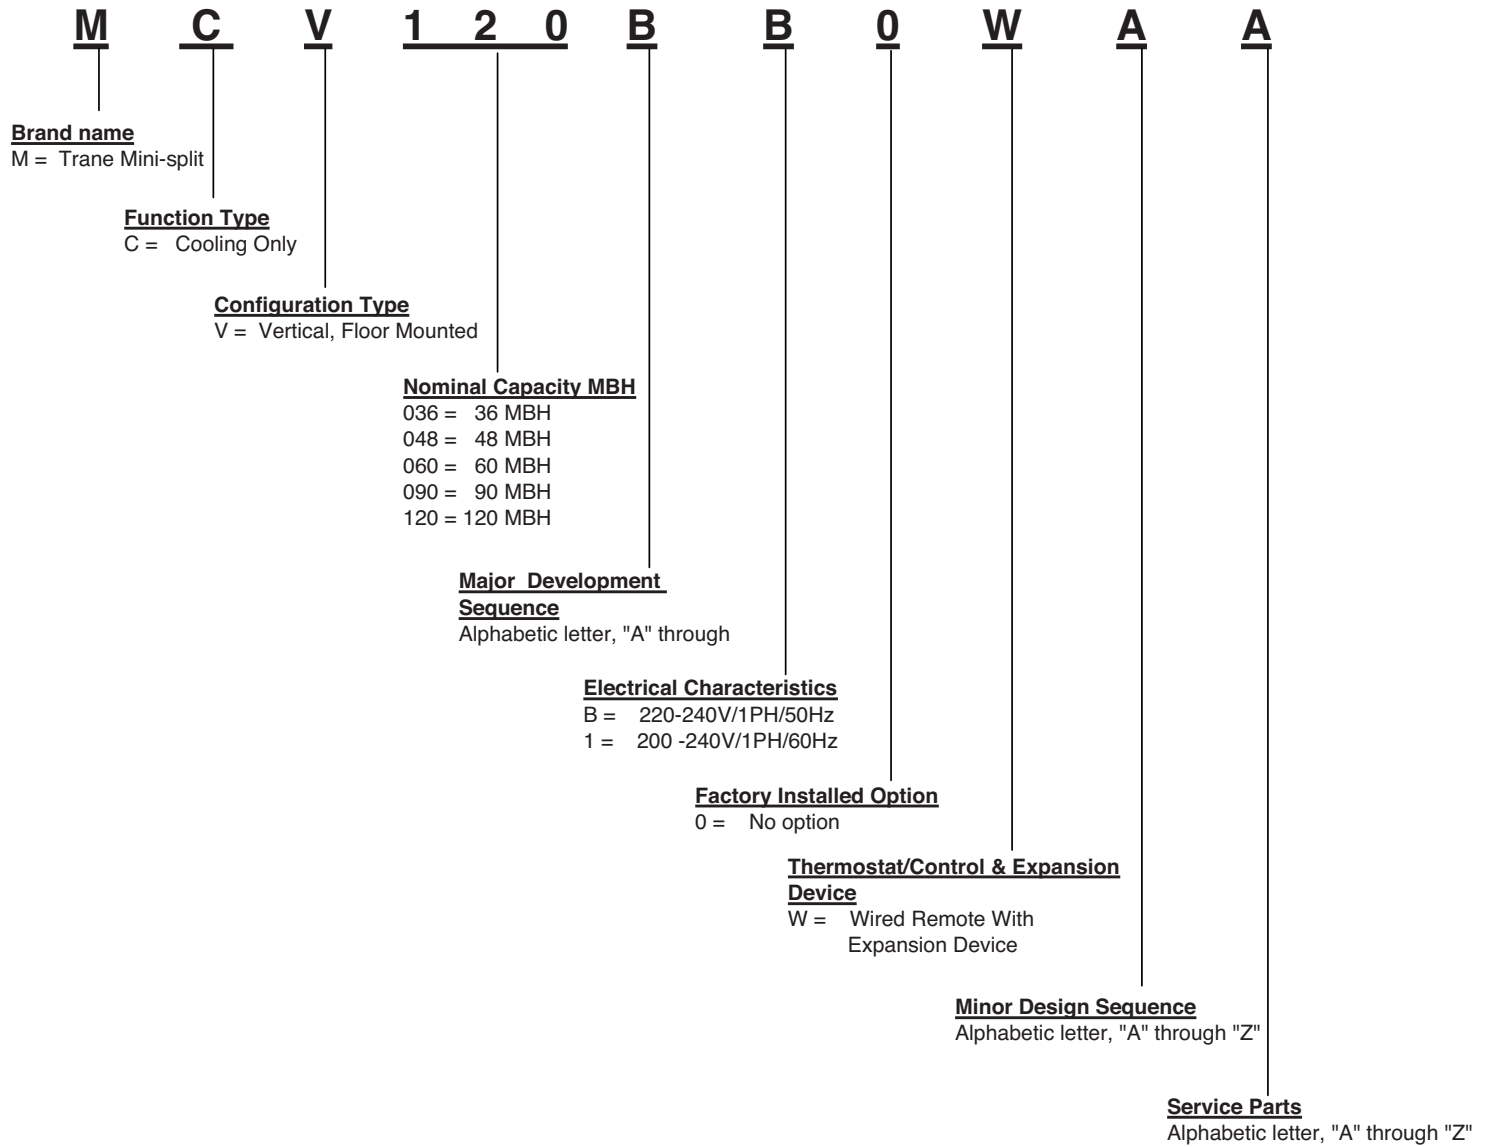 M C V 1 2 0 B B 0 W A A
Brand name
M = Trane Mini-split
Function Type
C = Cooling Only
Configuration Type
V = Vertical, Floor Mounted
Nominal Capacity MBH
036 = 36 MBH
048 = 48 MBH
060 = 60 MBH
090 = 90 MBH
120 = 120 MBH
Major Development
Sequence
Alphabetic letter, "A" through
Electrical Characteristics
B = 220-240V/1PH/50Hz
1 = 200 -240V/1PH/60Hz
Factory Installed Option
0 = No option
Thermostat/Control & Expansion
Device
W = Wired Remote With
Expansion Device
Minor Design Sequence
Alphabetic letter, "A" through "Z"
Service Parts
Alphabetic letter, "A" through "Z"